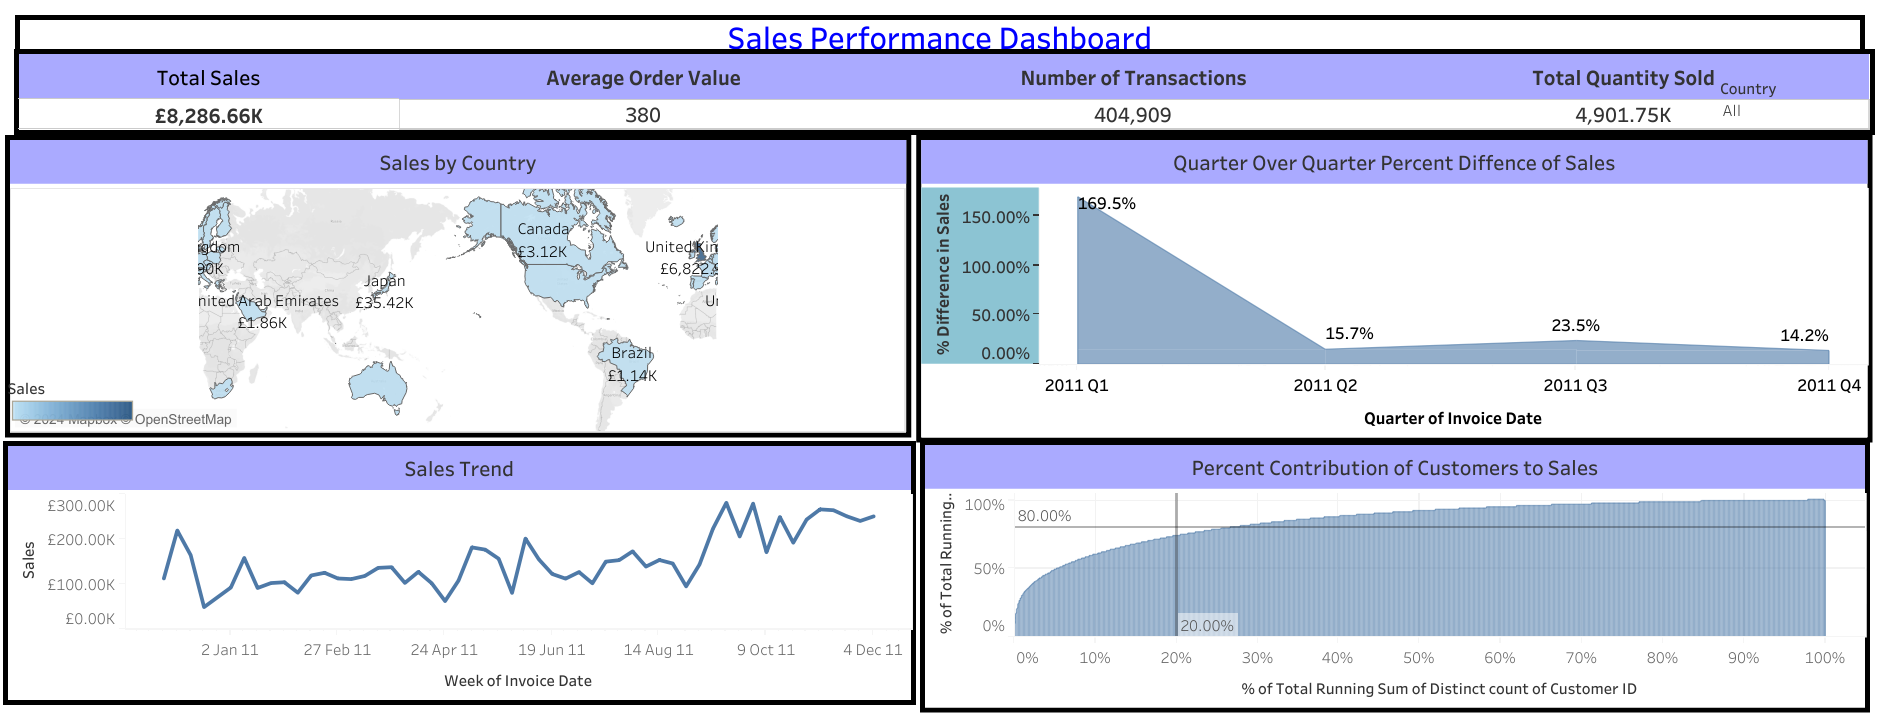 Sales Performance Dashboard
Total Sales
Average Order Value
Number of Transactions
Total Quantity Sold
Country
£8,286.66K
380
404,909
4,901.75K
All
Sales by Country
Canada
£3.12K
Japan
£35.42K
nited Arab Emirates
£1.86K
gdom
90K
United Kin
£6,822.9
Ur
Brazil
£1.14K
Sales
© 2024 Mapbox © OpenStreetMap
Quarter Over Quarter Percent Diffence of Sales
% Difference in Sales
150.00%
100.00%
50.00%
0.00%
169.5%
15.7%
23.5%
14.2%
2011 Q1
2011 Q2
2011 Q3
2011 Q4
Quarter of Invoice Date
Sales Trend
Sales
£300.00K
£200.00K
£100.00K
£0.00K
2 Jan 11
27 Feb 11
24 Apr 11
19 Jun 11
14 Aug 11
9 Oct 11
4 Dec 11
Week of Invoice Date
Percent Contribution of Customers to Sales
% of Total Running..
100%
50%
0%
80.00%
20.00%
0%
10%
20%
30%
40%
50%
60%
70%
80%
90%
100%
% of Total Running Sum of Distinct count of Customer ID